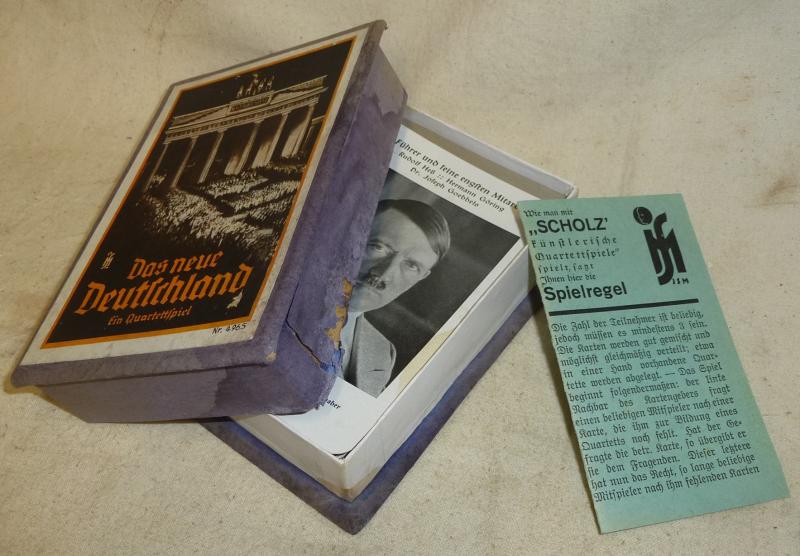 Das neue
Deutschland
Ein Quartettspiel
Nr. 4965
Führer und seine engsten Mitar
Rudolf Heß :: Hermann Göring
Dr. Joseph Goebbels
Wie man mit
„SCHOLZ'
Künstlerische
Quartettspiele"
spielt, sagt
Ihnen hier die
Spielregel
JSM
Die Zahl der Teilnehmer ist beliebig,
jedoch müssen es mindestens 3 sein.
Die Karten werden gut gemischt und
möglichst gleichmäßig verteilt; etwa
in einer Hand vorhandene Quar-
tette werden abgelegt. — Das Spiel
beginnt folgendermaßen: der linke
Nachbar des Kartengebers fragt
einen beliebigen Mitspieler nach einer
Karte, die ihm zur Bildung eines
Quartetts noch fehlt. Hat der Ge-
fragte die betr. Karte, so übergibt er
sie dem Fragenden. Dieser letztere
hat nun das Recht, so lange beliebige
Mitspieler nach ihm fehlenden Karten